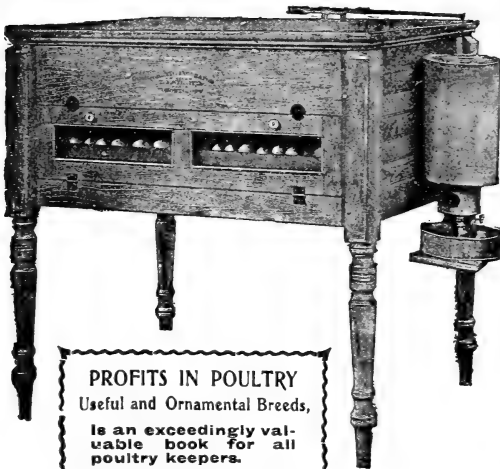 PROFITS IN POULTRY
Useful and Ornamental Breeds,
Is an exceedingly val-
uable book for all
poultry keepers.